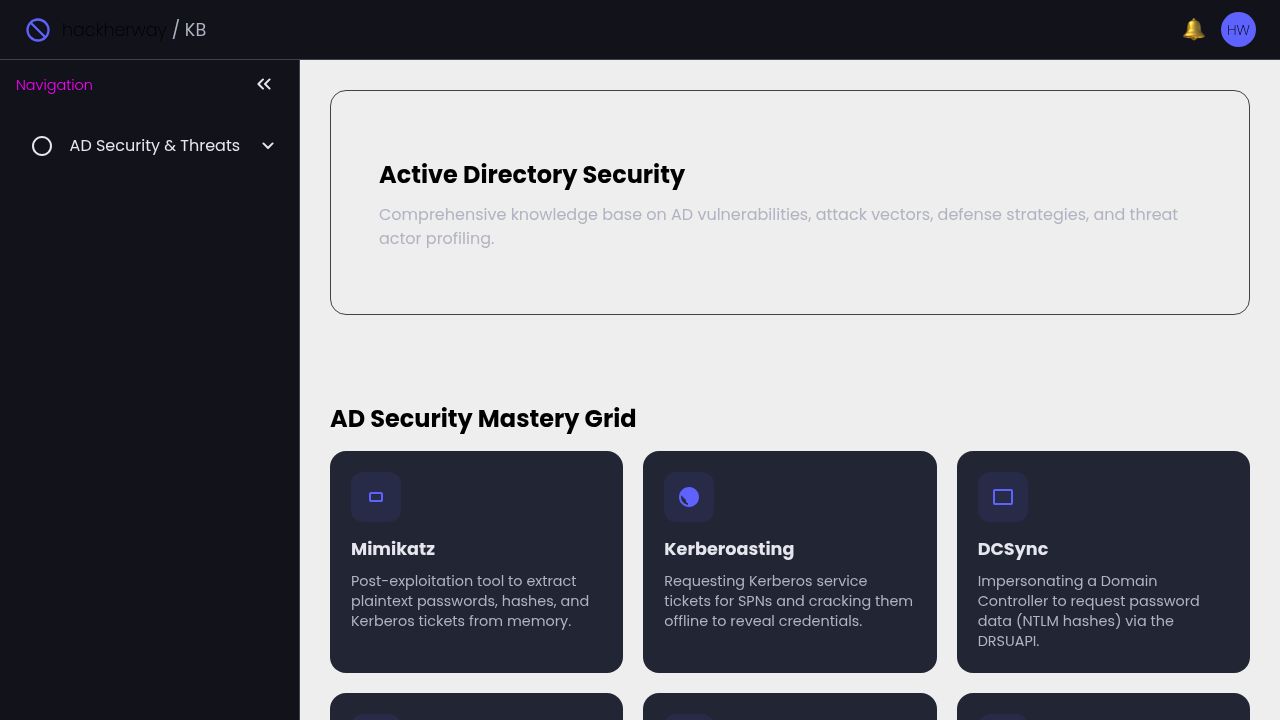 hackherway / KB
HW
Navigation
AD Security & Threats
Active Directory Security
Comprehensive knowledge base on AD vulnerabilities, attack vectors, defense strategies, and threat
actor profiling.
AD Security Mastery Grid
Mimikatz
Post-exploitation tool to extract
plaintext passwords, hashes, and
Kerberos tickets from memory.
Kerberoasting
Requesting Kerberos service
tickets for SPNs and cracking them
offline to reveal credentials.
DCSync
Impersonating a Domain
Controller to request password
data (NTLM hashes) via the
DRSUAPI.